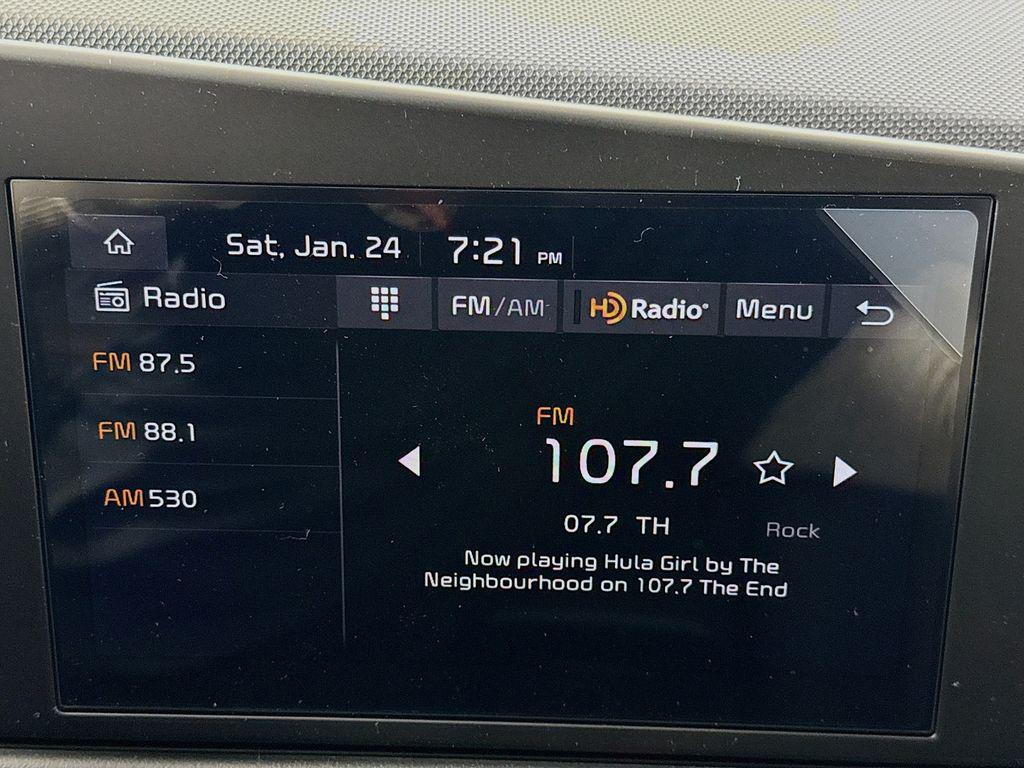 Sat, Jan. 24 7:21 PM
Radio FM/AM HD Radio® Menu
FM 87.5
FM 88.1
AM 530
FM
107.7
07.7 TH Rock
Now playing Hula Girl by The
Neighbourhood on 107.7 The End